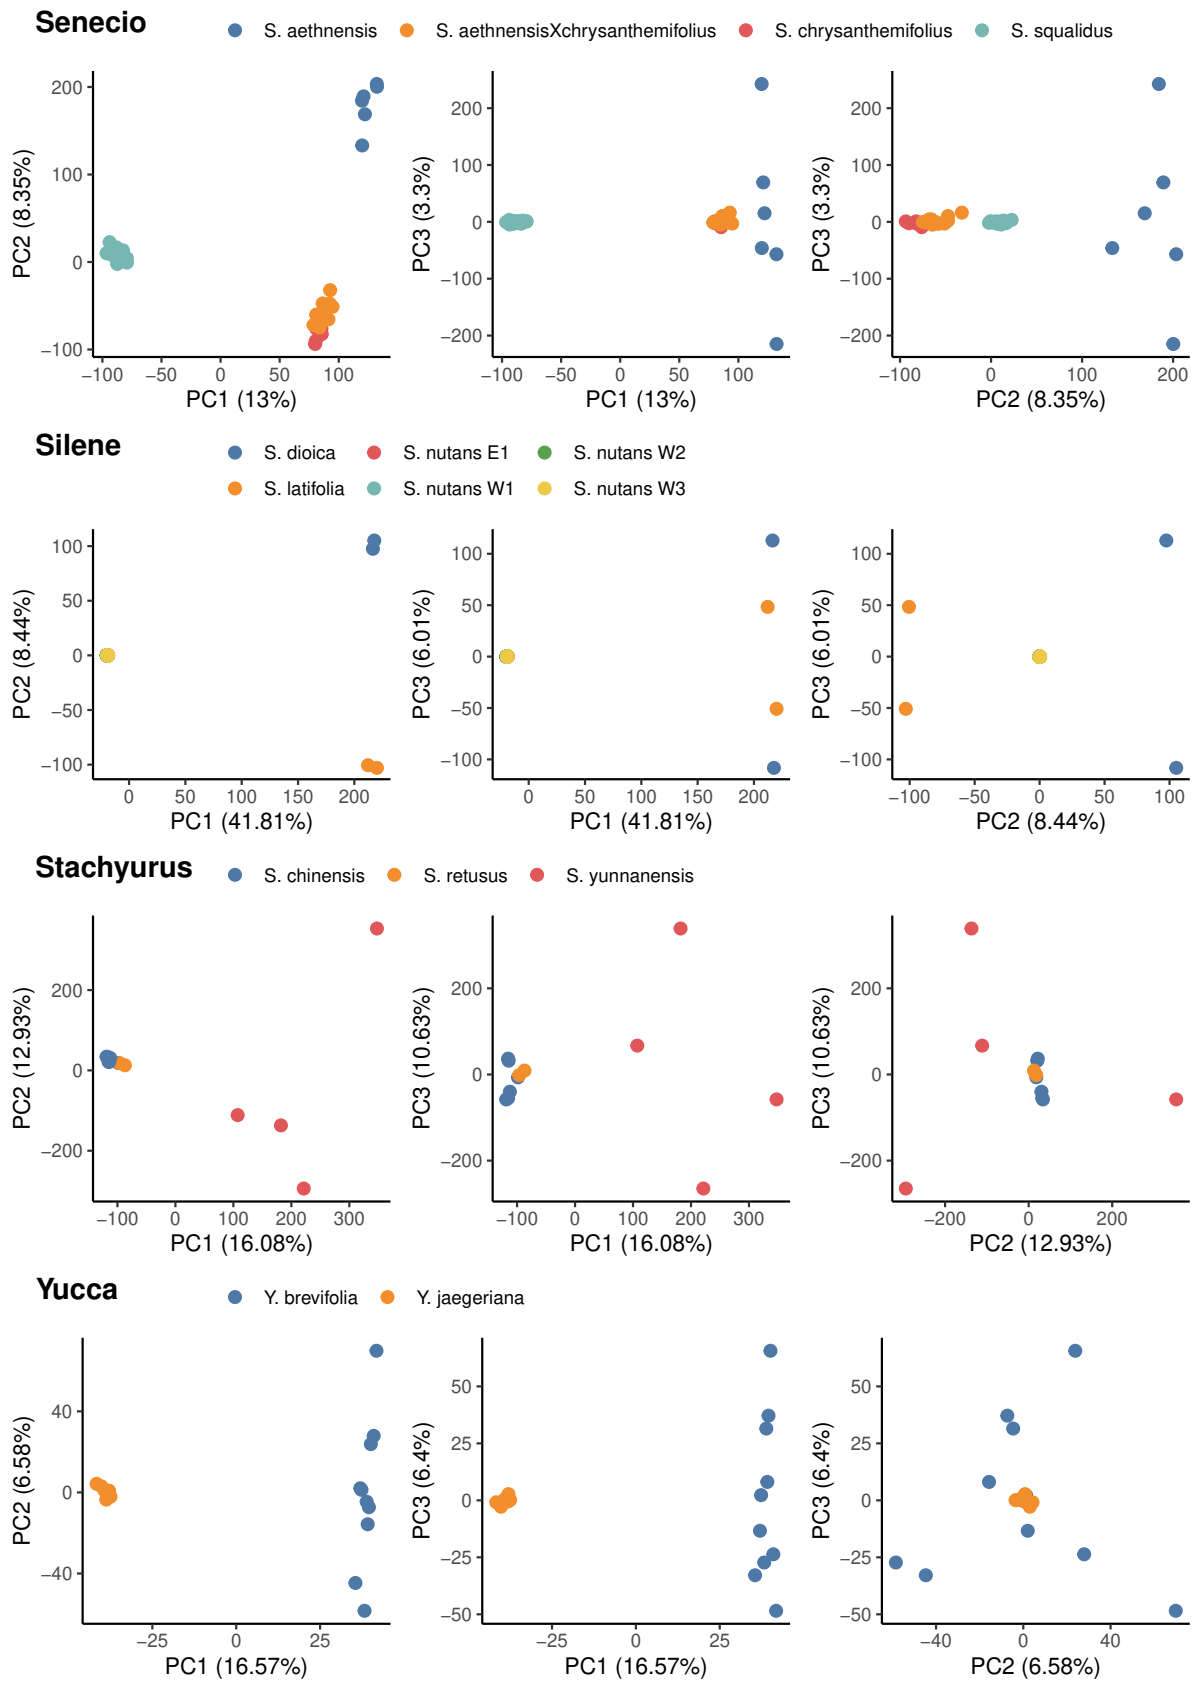 Senecio
S. aethnensis S. aethnensisXchrysanthemifolius S. chrysanthemifolius S. squalidus
200
100
0
−100
PC2 (8.35%)
−100 −50 0 50 100
PC1 (13%)
200
100
0
−100
−200
PC3 (3.3%)
−100 −50 0 50 100
PC1 (13%)
200
100
0
−100
−200
PC3 (3.3%)
−100 0 100 200
PC2 (8.35%)
Silene
S. dioica S. nutans E1 S. nutans W2
S. latifolia S. nutans W1 S. nutans W3
100
50
0
−50
−100
PC2 (8.44%)
0 50 100 150 200
PC1 (41.81%)
100
50
0
−50
−100
PC3 (6.01%)
0 50 100 150 200
PC1 (41.81%)
100
50
0
−50
−100
PC3 (6.01%)
−100 −50 0 50 100
PC2 (8.44%)
Stachyurus
S. chinensis S. retusus S. yunnanensis
200
0
−200
PC2 (12.93%)
−100 0 100 200 300
PC1 (16.08%)
200
0
−200
PC3 (10.63%)
−100 0 100 200 300
PC1 (16.08%)
200
0
−200
PC3 (10.63%)
−200 0 200
PC2 (12.93%)
Yucca
Y. brevifolia Y. jaegeriana
40
0
−40
PC2 (6.58%)
−25 0 25
PC1 (16.57%)
50
25
0
−25
−50
PC3 (6.4%)
−25 0 25
PC1 (16.57%)
50
25
0
−25
−50
PC3 (6.4%)
−40 0 40
PC2 (6.58%)